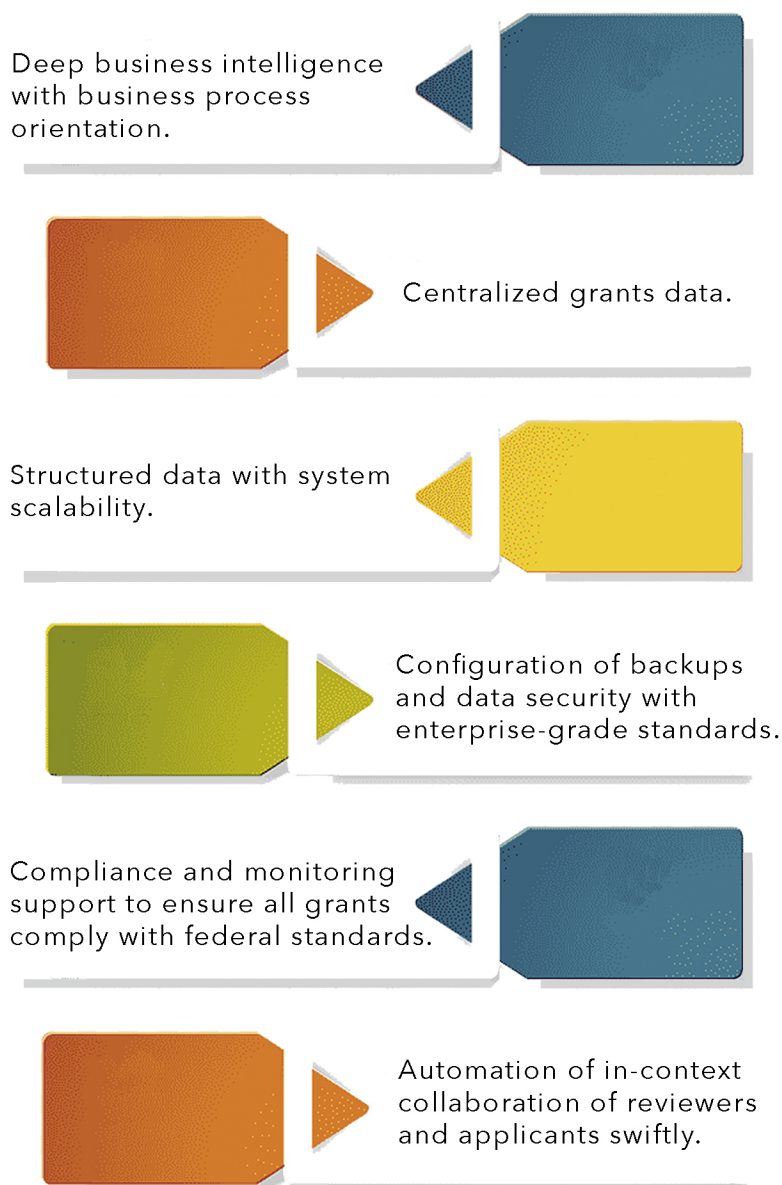 Deep business intelligence
with business process
orientation.
Centralized grants data.
Structured data with system
scalability.
Configuration of backups
and data security with
enterprise-grade standards.
Compliance and monitoring
support to ensure all grants
comply with federal standards.
Automation of in-context
collaboration of reviewers
and applicants swiftly.